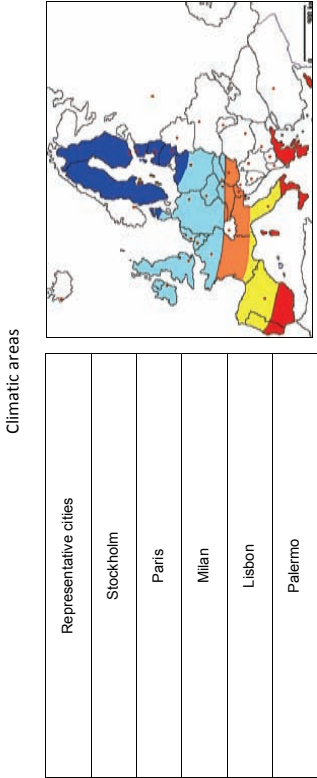 Climatic areas
Representative cities
Stockholm
Paris
Milan
Lisbon
Palermo